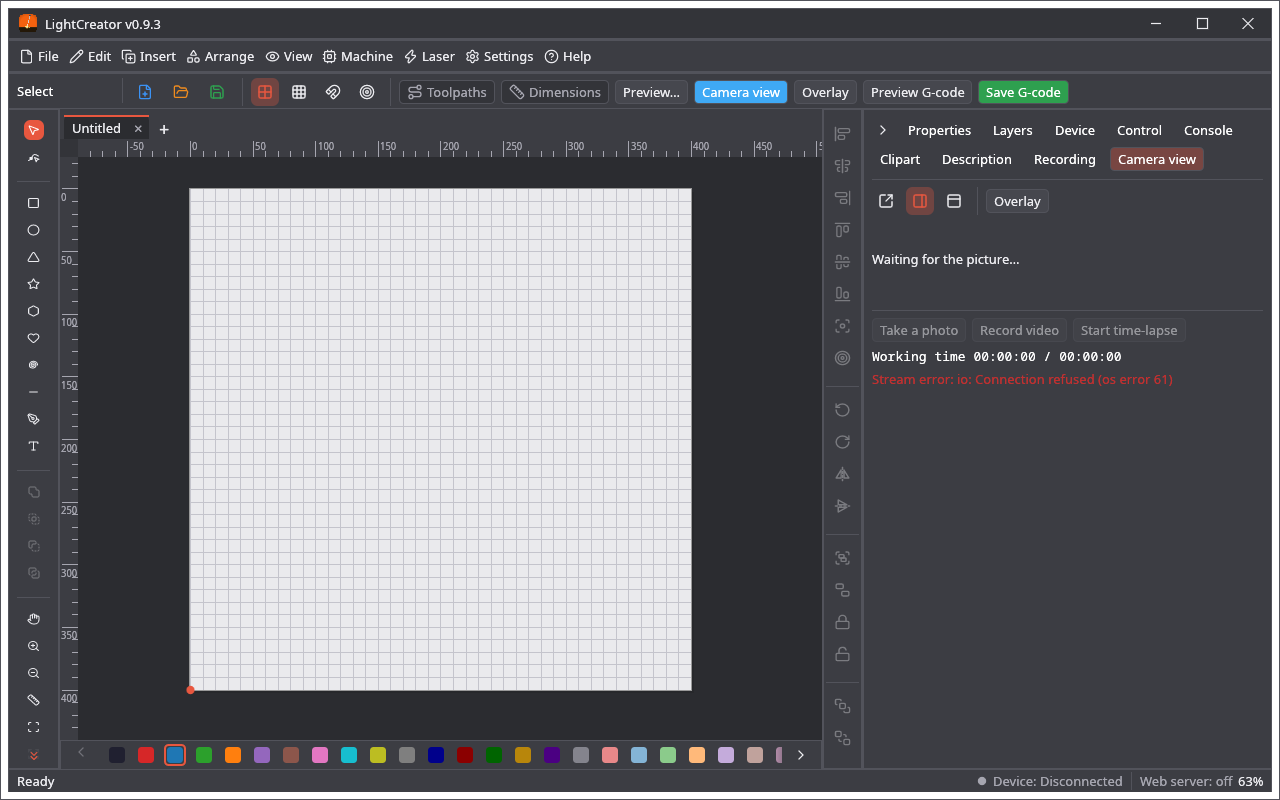 LightCreator v0.9.3
File Edit Insert Arrange View Machine Laser Settings Help
Select Toolpaths Dimensions Preview... Camera view Overlay Preview G-code Save G-code
Untitled × +
Properties Layers Device Control Console
Clipart Description Recording Camera view
-50 0 50 100 150 200 250 300 350 400 450
Overlay
0
50
100
150
200
250
300
350
400
Waiting for the picture...
Take a photo Record video Start time-lapse
Working time 00:00:00 / 00:00:00
Stream error: io: Connection refused (os error 61)
Ready Device: Disconnected Web server: off 63%